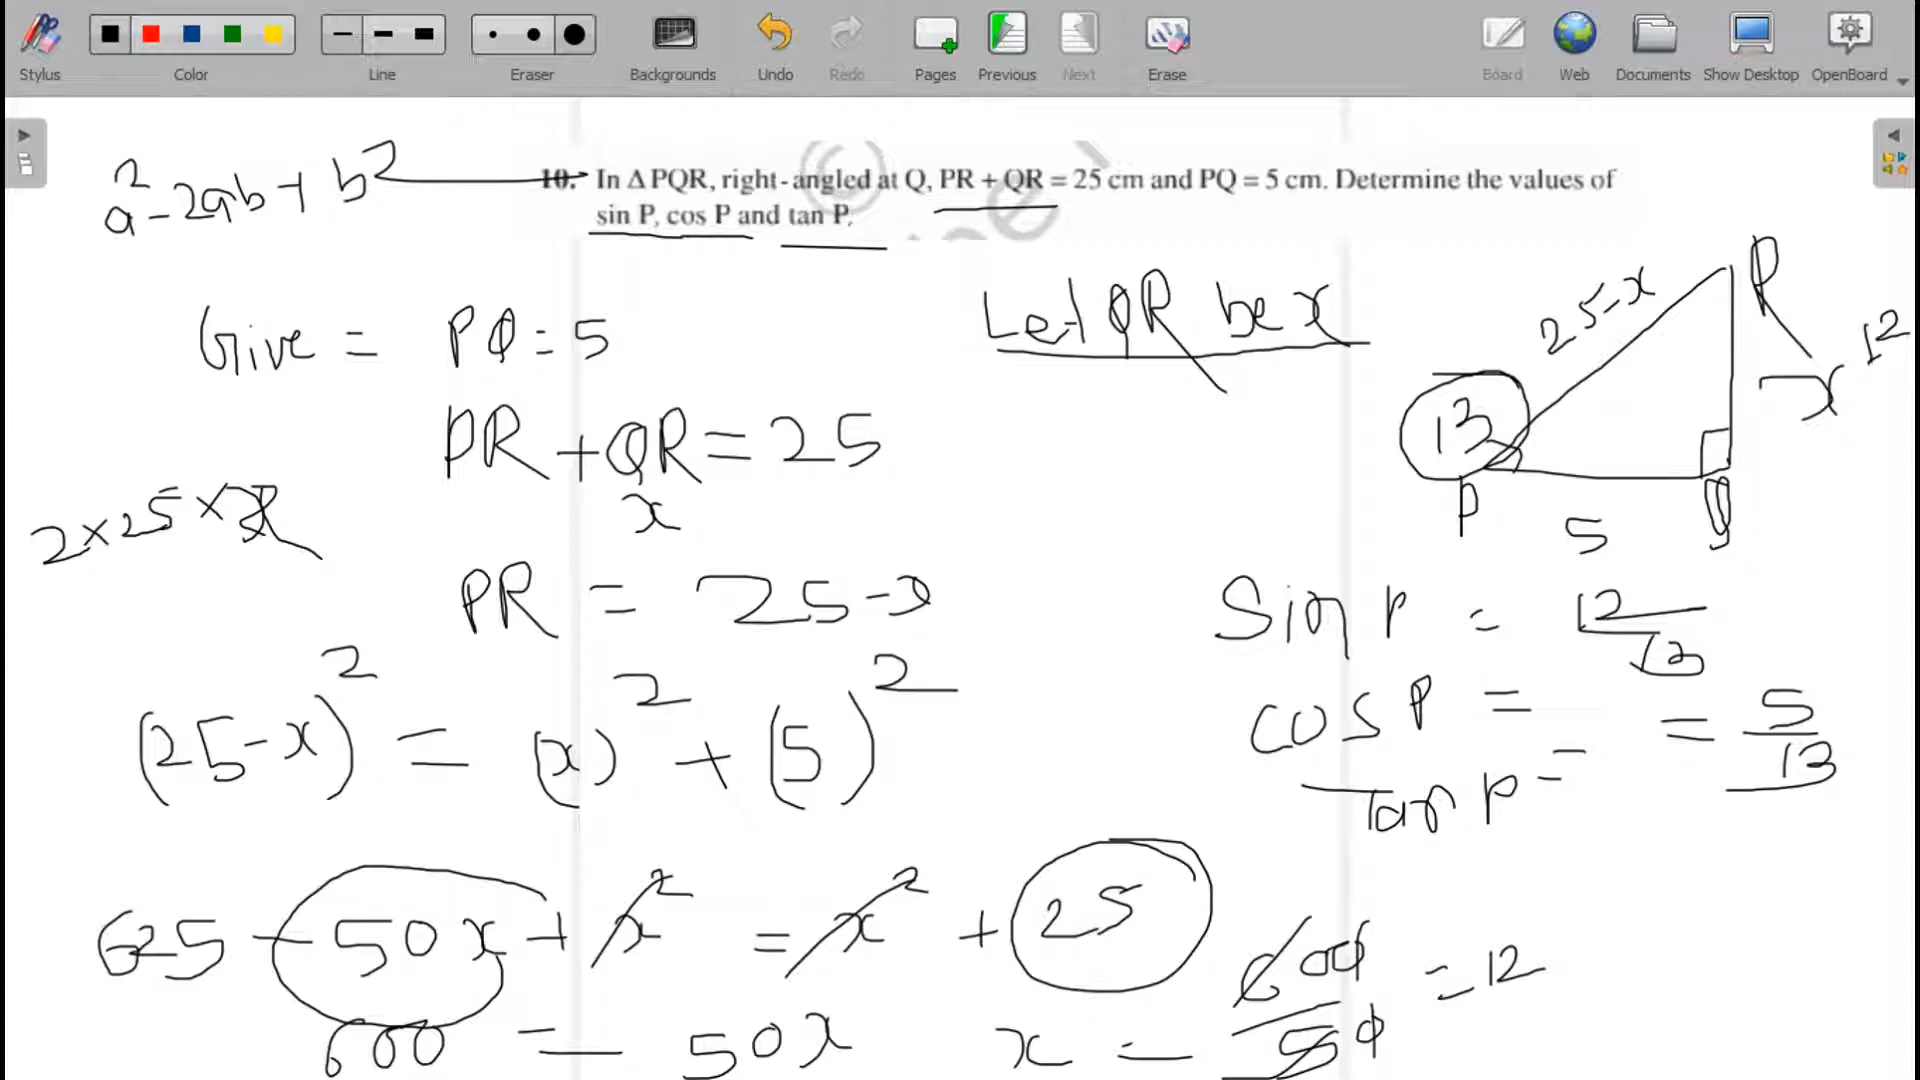 Stylus Color Line Eraser Backgrounds Undo Redo Pages Previous Next Erase Board Web Documents Show Desktop OpenBoard
a² - 2ab + b²
10. In Δ PQR, right-angled at Q, PR + QR = 25 cm and PQ = 5 cm. Determine the values of
sin P, cos P and tan P.
Let QR be x
Give = PQ = 5
PR + QR = 25
x
2 × 25 × x
PR = 25 - x
(25 - x)² = (x)² + (5)²
625 - 50x + x² = x² + 25
600 = 50x
x = 600/50 = 12
R
25-x
x
12
13
P
5
Q
Sin P = 12/13
cos P = = 5/13
Tan P =